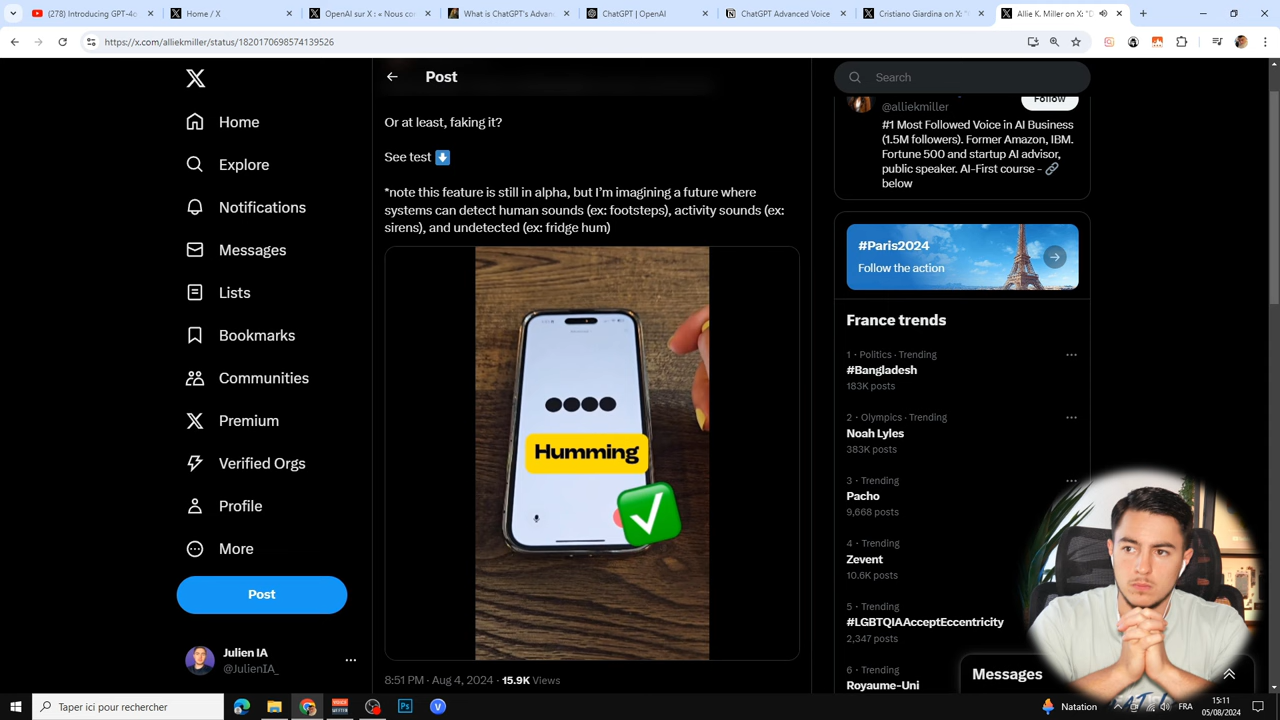 (278) Introducing GPT-4o
Home / X
OpenAI sur X : « Nous co
What is ChatGPT's Advan
ChatGPT | OpenAI
ChatGPT Advanced Voice
Cristiano Giardina on X: "
Allie K. Miller on X: "D
https://x.com/alliekmiller/status/1820170698574139526
Home
Explore
Notifications
Messages
Lists
Bookmarks
Communities
Premium
Verified Orgs
Profile
More
Post
Julien IA
@JulienIA_
Post
Or at least, faking it?
See test
*note this feature is still in alpha, but I'm imagining a future where
systems can detect human sounds (ex: footsteps), activity sounds (ex:
sirens), and undetected (ex: fridge hum)
Humming
8:51 PM · Aug 4, 2024 · 15.9K Views
Search
@alliekmiller
Follow
#1 Most Followed Voice in AI Business
(1.5M followers). Former Amazon, IBM.
Fortune 500 and startup AI advisor,
public speaker. AI-First course -
below
#Paris2024
Follow the action
France trends
1 · Politics · Trending
#Bangladesh
183K posts
2 · Olympics · Trending
Noah Lyles
383K posts
3 · Trending
Pacho
9,668 posts
4 · Trending
Zevent
10.6K posts
5 · Trending
#LGBTQIAAcceptEccentricity
2,347 posts
6 · Trending
Royaume-Uni
Messages
Taper ici pour rechercher
Natation
FRA
15:11
05/08/2024